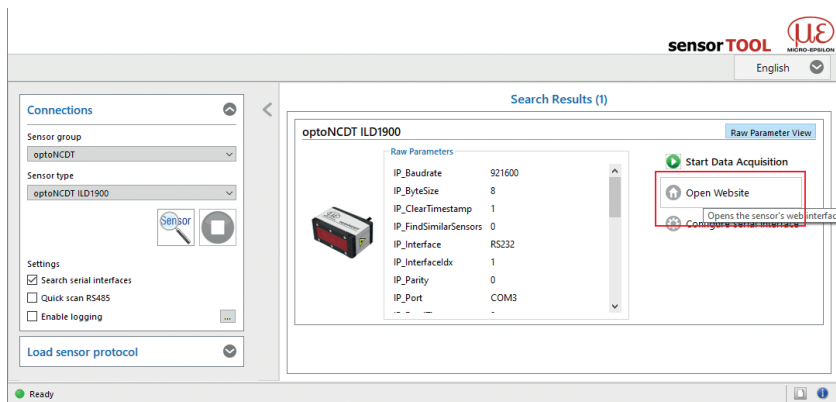 sensorTOOL
με
MICRO-EPSILON
English
Connections
Sensor group
optoNCDT
Sensor type
optoNCDT ILD1900
Sensor
Settings
Search serial interfaces
Quick scan RS485
Enable logging
...
Load sensor protocol
Search Results (1)
optoNCDT ILD1900
Raw Parameter View
Raw Parameters
IP_Baudrate 921600
IP_ByteSize 8
IP_ClearTimestamp 1
IP_FindSimilarSensors 0
IP_Interface RS232
IP_InterfaceIdx 1
IP_Parity 0
IP_Port COM3
Start Data Acquisition
Open Website
Opens the sensor's web interfac
Configure serial interface
Ready